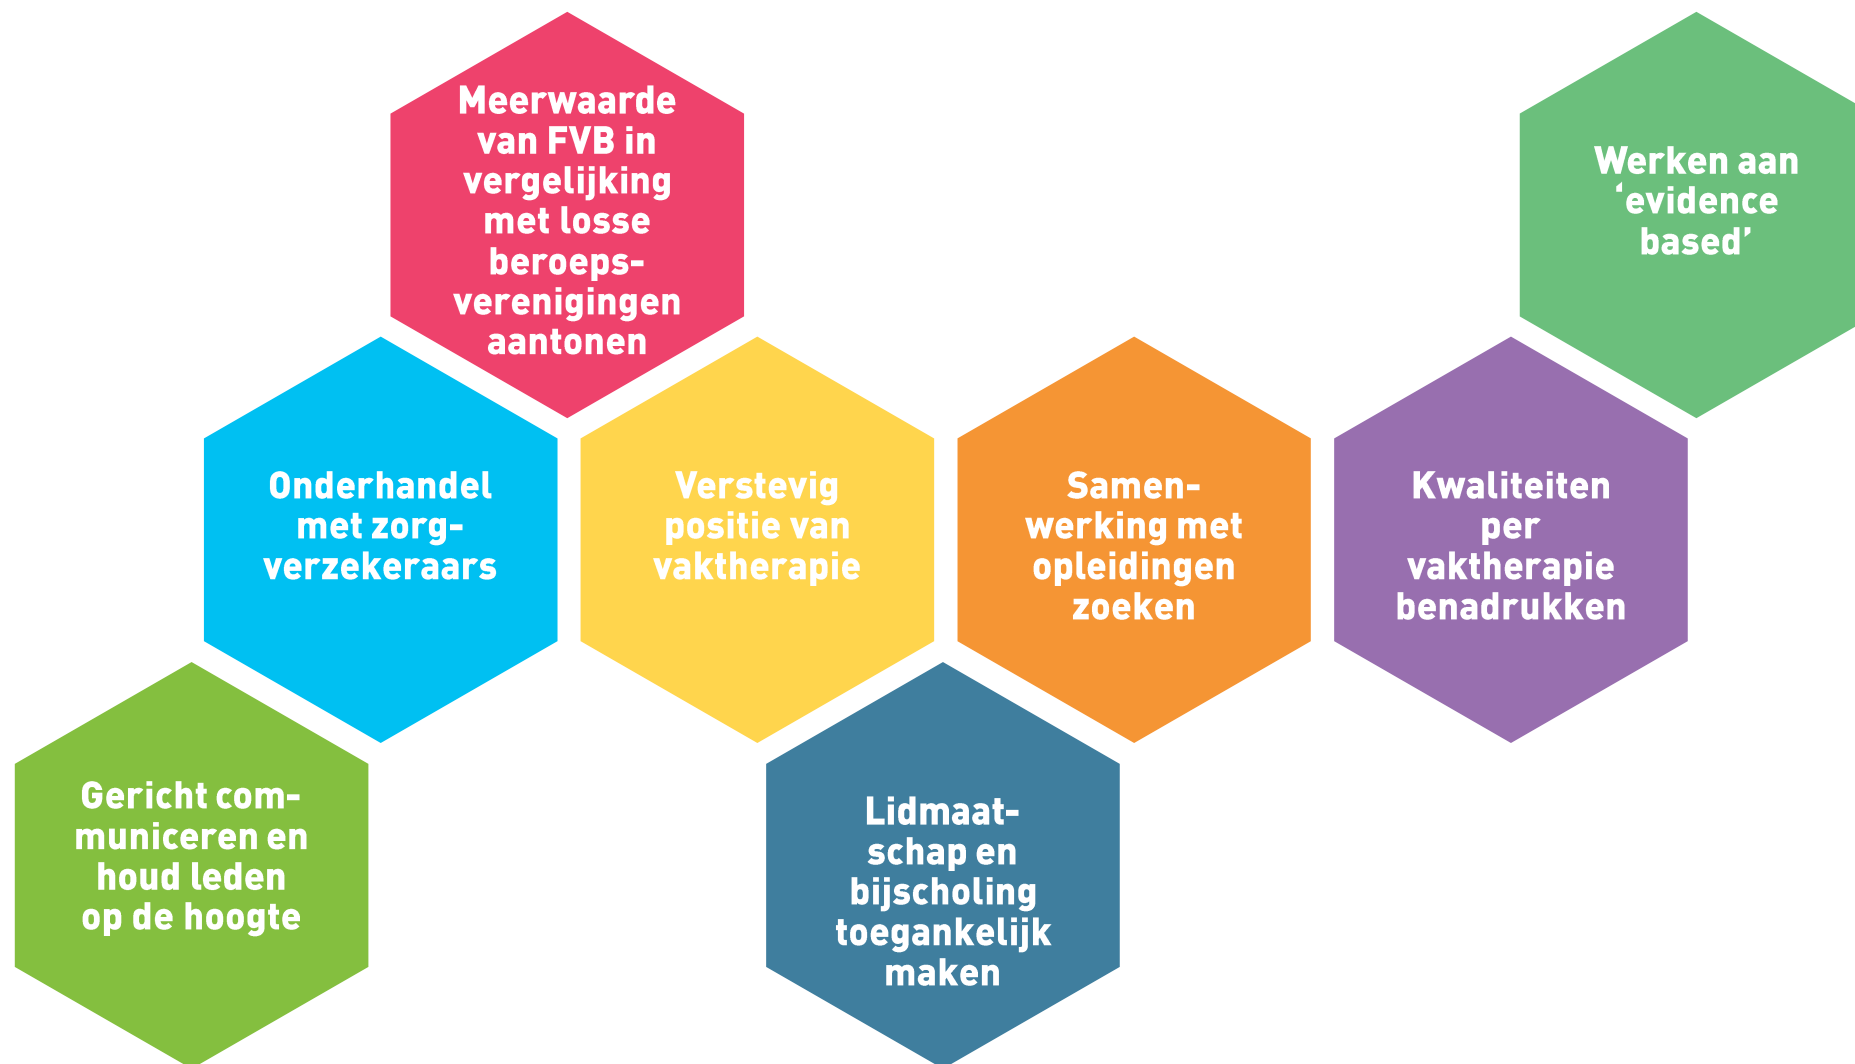 Meerwaarde
van FVB in
vergelijking
met losse
beroeps-
verenigingen
aantonen
Werken aan
‘evidence
based’
Onderhandel
met zorg-
verzekeraars
Verstevig
positie van
vaktherapie
Samen-
werking met
opleidingen
zoeken
Kwaliteiten
per
vaktherapie
benadrukken
Gericht com-
municeren en
houd leden
op de hoogte
Lidmaat-
schap en
bijscholing
toegankelijk
maken